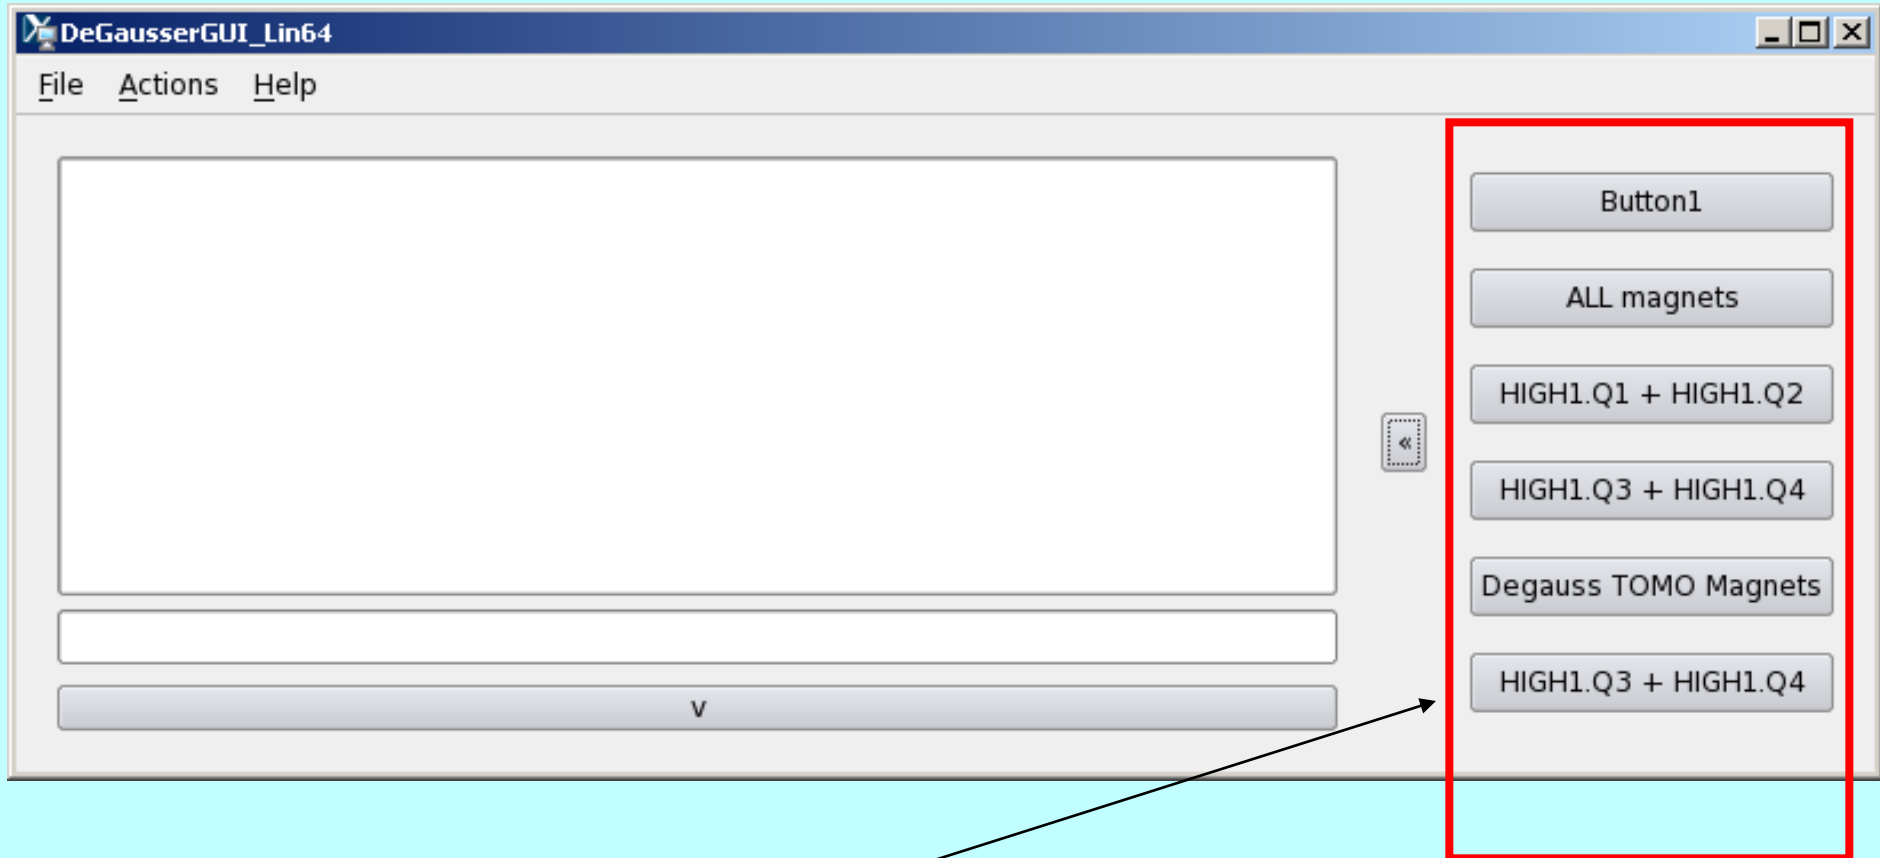 DeGausserGUI_Lin64
File Actions Help
Button1
ALL magnets
HIGH1.Q1 + HIGH1.Q2
«
HIGH1.Q3 + HIGH1.Q4
Degauss TOMO Magnets
HIGH1.Q3 + HIGH1.Q4
v